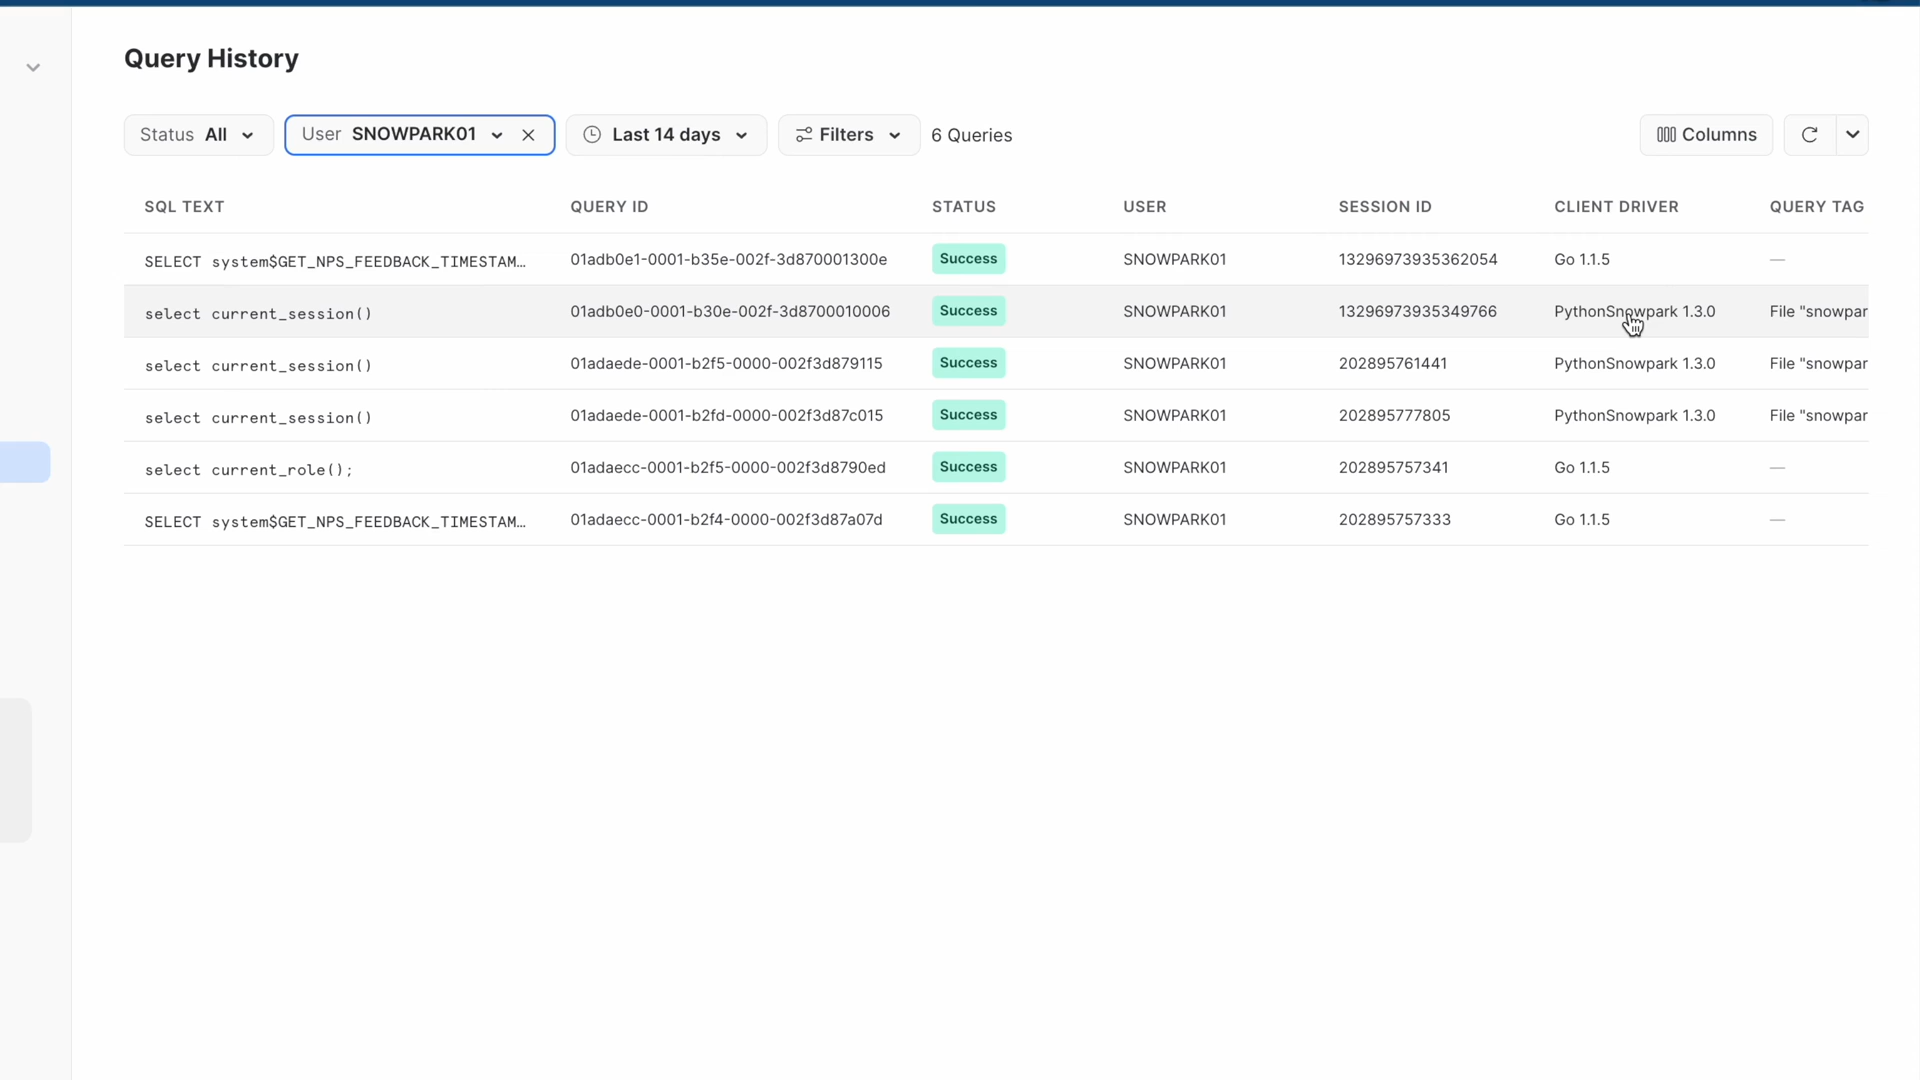 Query History
Status All
User SNOWPARK01
Last 14 days
Filters
6 Queries
Columns
SQL TEXT QUERY ID STATUS USER SESSION ID CLIENT DRIVER QUERY TAG
SELECT system$GET_NPS_FEEDBACK_TIMESTAM… 01adb0e1-0001-b35e-002f-3d870001300e Success SNOWPARK01 13296973935362054 Go 1.1.5 —
select current_session() 01adb0e0-0001-b30e-002f-3d8700010006 Success SNOWPARK01 13296973935349766 PythonSnowpark 1.3.0 File "snowpar
select current_session() 01adaede-0001-b2f5-0000-002f3d879115 Success SNOWPARK01 202895761441 PythonSnowpark 1.3.0 File "snowpar
select current_session() 01adaede-0001-b2fd-0000-002f3d87c015 Success SNOWPARK01 202895777805 PythonSnowpark 1.3.0 File "snowpar
select current_role(); 01adaecc-0001-b2f5-0000-002f3d8790ed Success SNOWPARK01 202895757341 Go 1.1.5 —
SELECT system$GET_NPS_FEEDBACK_TIMESTAM… 01adaecc-0001-b2f4-0000-002f3d87a07d Success SNOWPARK01 202895757333 Go 1.1.5 —